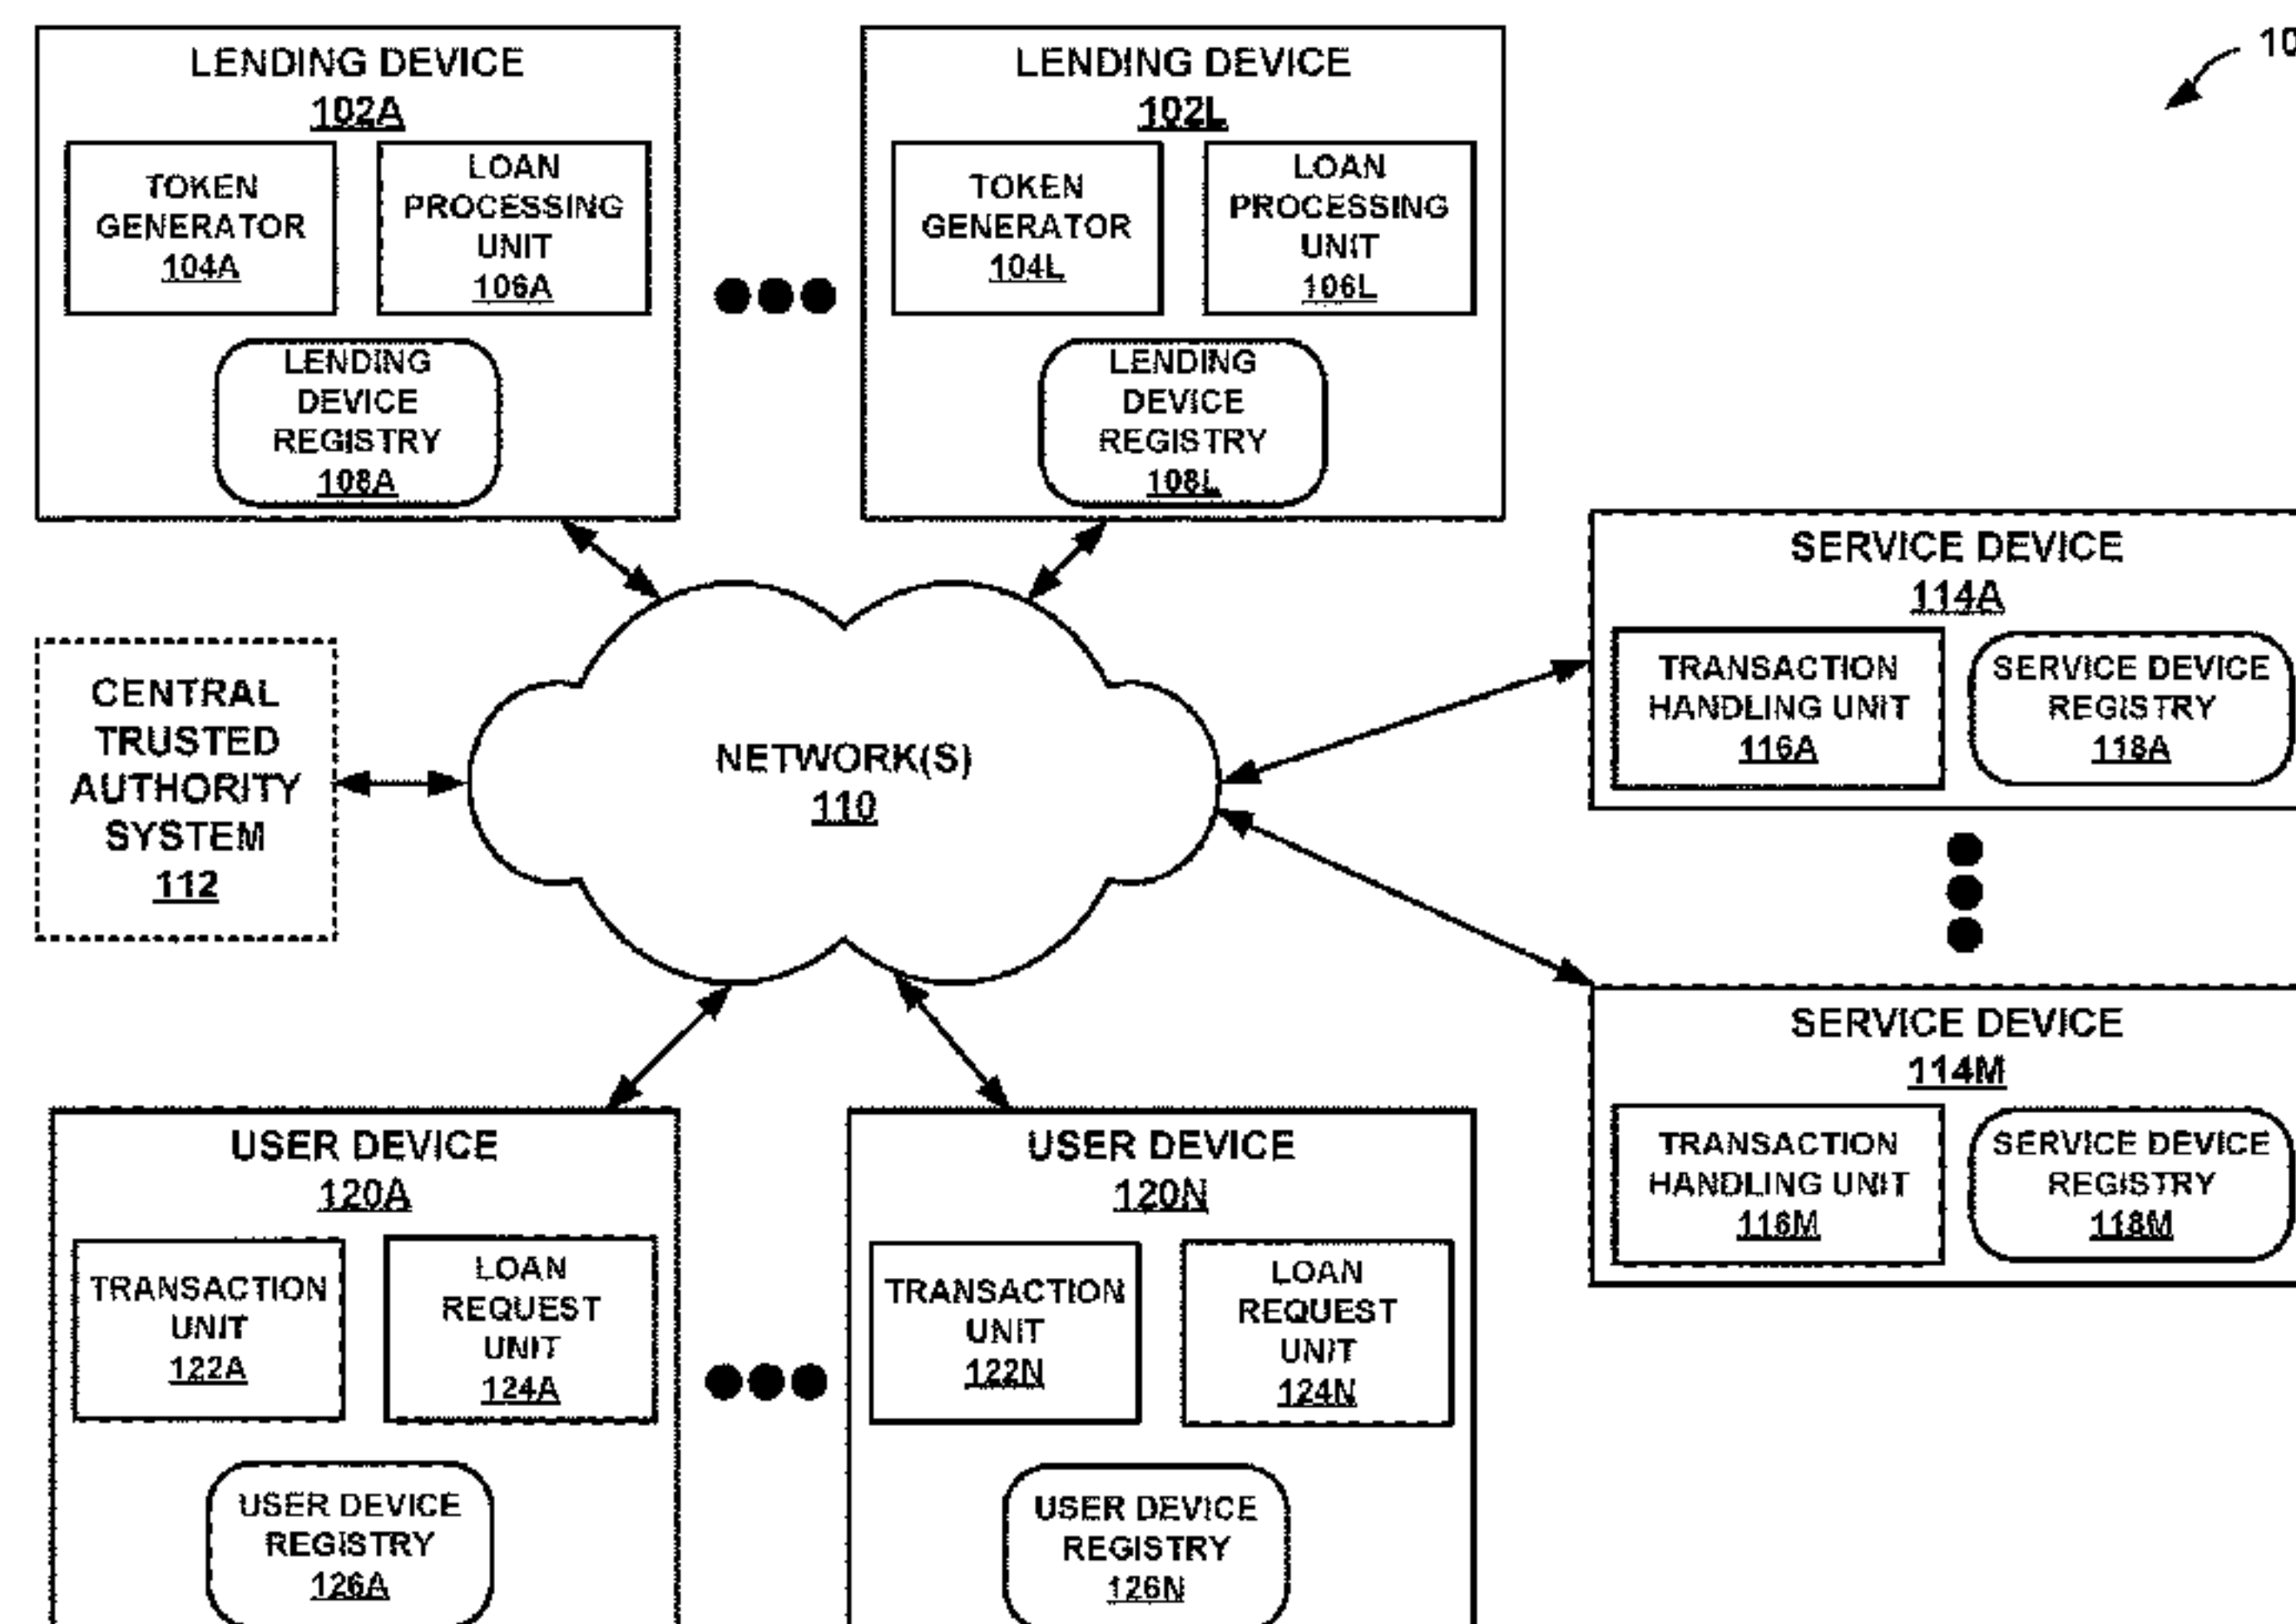 LENDING DEVICE
102A
TOKEN
GENERATOR
104A
LOAN
PROCESSING
UNIT
106A
LENDING
DEVICE
REGISTRY
108A
LENDING DEVICE
102L
TOKEN
GENERATOR
104L
LOAN
PROCESSING
UNIT
106L
LENDING
DEVICE
REGISTRY
108L
CENTRAL
TRUSTED
AUTHORITY
SYSTEM
112
NETWORK(S)
110
SERVICE DEVICE
114A
TRANSACTION
HANDLING UNIT
116A
SERVICE DEVICE
REGISTRY
118A
SERVICE DEVICE
114M
TRANSACTION
HANDLING UNIT
116M
SERVICE DEVICE
REGISTRY
118M
USER DEVICE
120A
TRANSACTION
UNIT
122A
LOAN
REQUEST
UNIT
124A
USER DEVICE
REGISTRY
126A
USER DEVICE
120N
TRANSACTION
UNIT
122N
LOAN
REQUEST
UNIT
124N
USER DEVICE
REGISTRY
126N